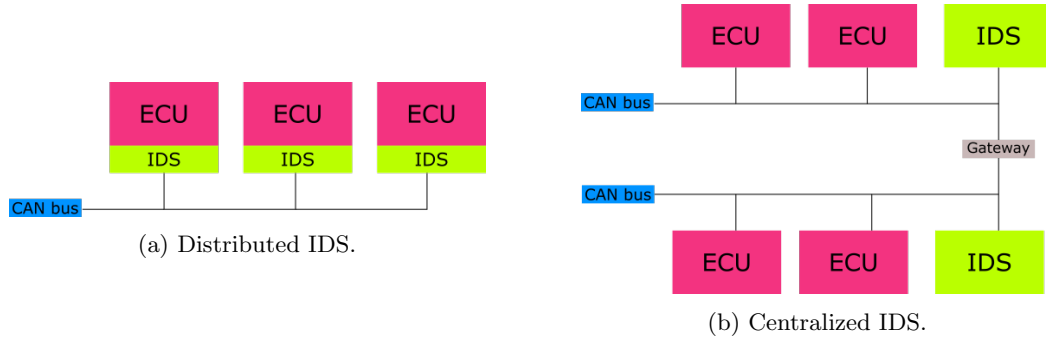 ECU
ECU
ECU
IDS
IDS
IDS
CAN bus
(a) Distributed IDS.
ECU
ECU
IDS
CAN bus
Gateway
CAN bus
ECU
ECU
IDS
(b) Centralized IDS.